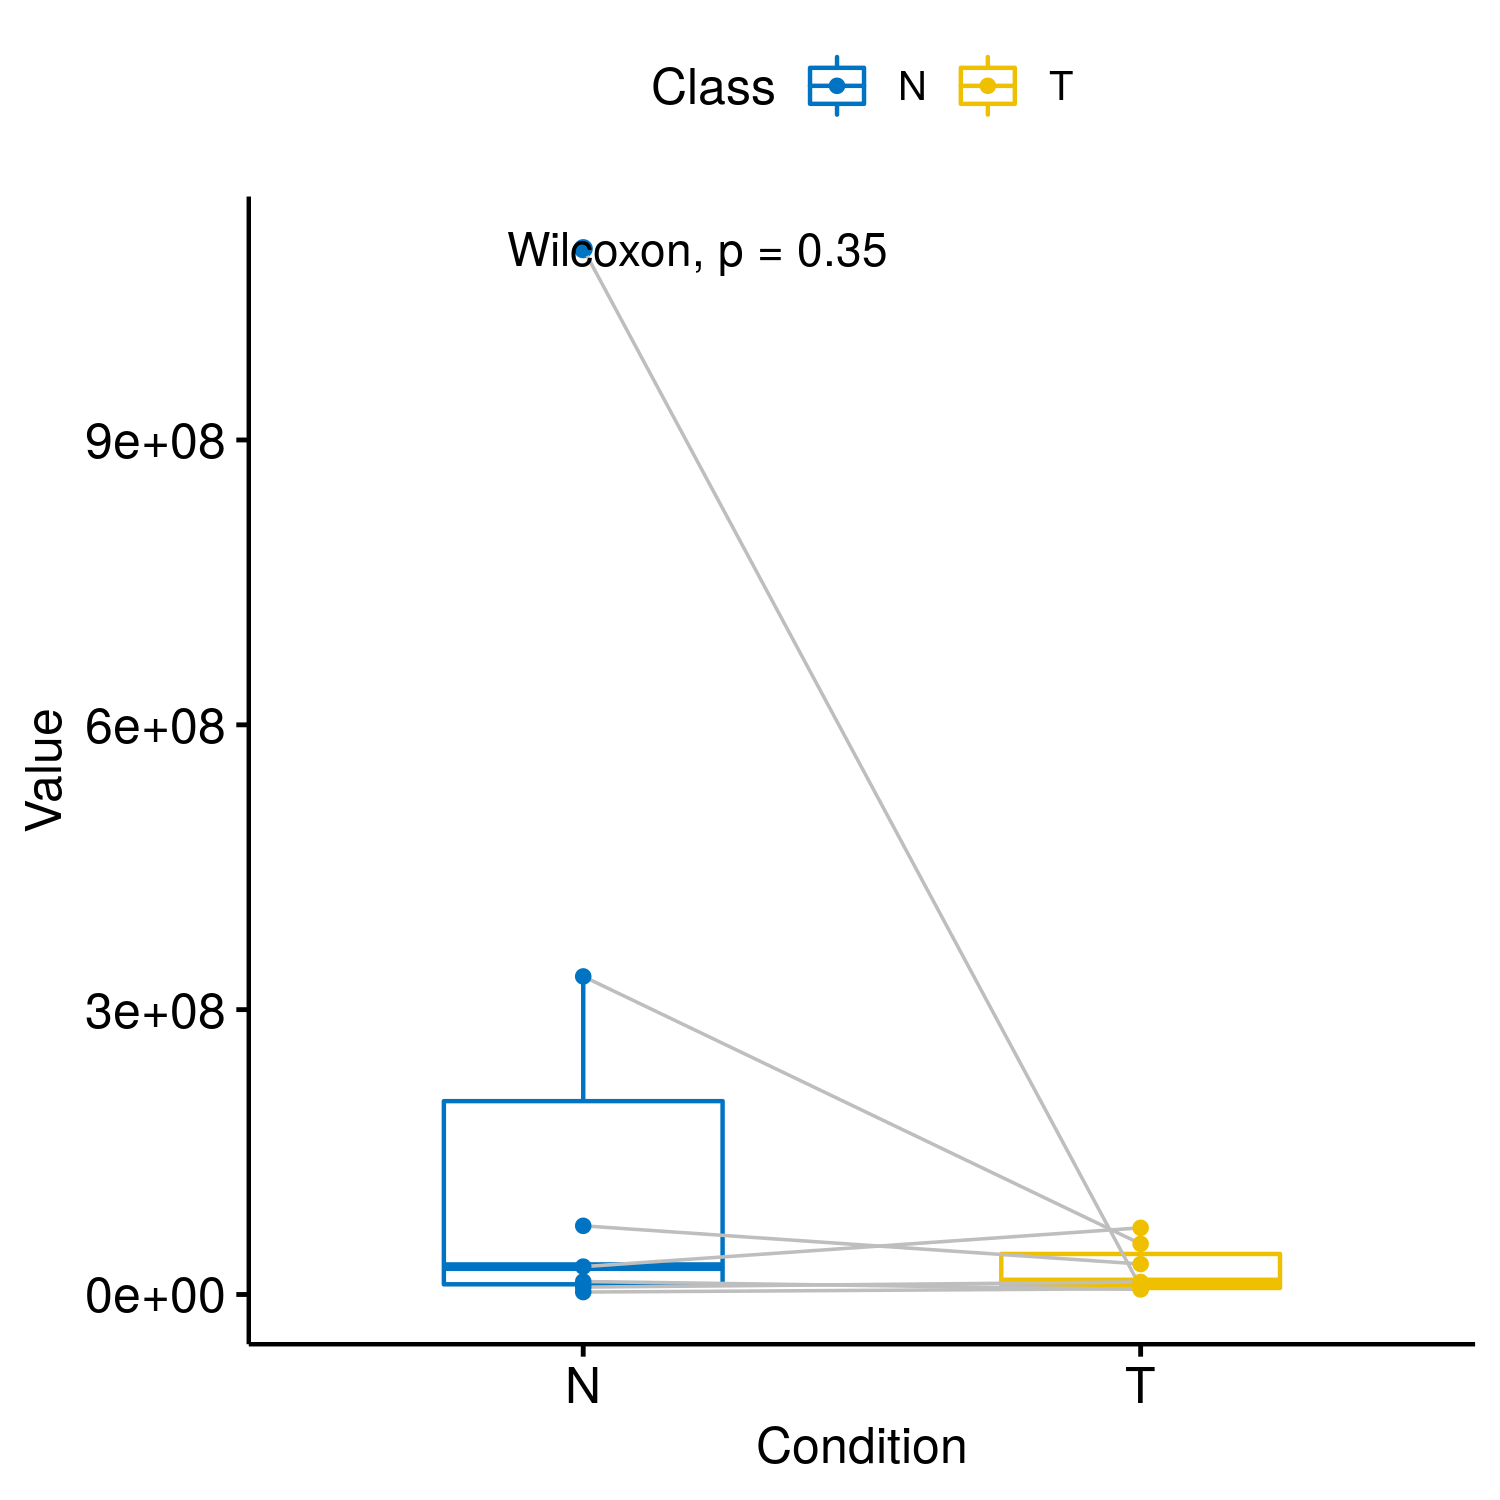 Class N T
Wilcoxon, p = 0.35
9e+08
6e+08
3e+08
0e+00
Value
N T
Condition